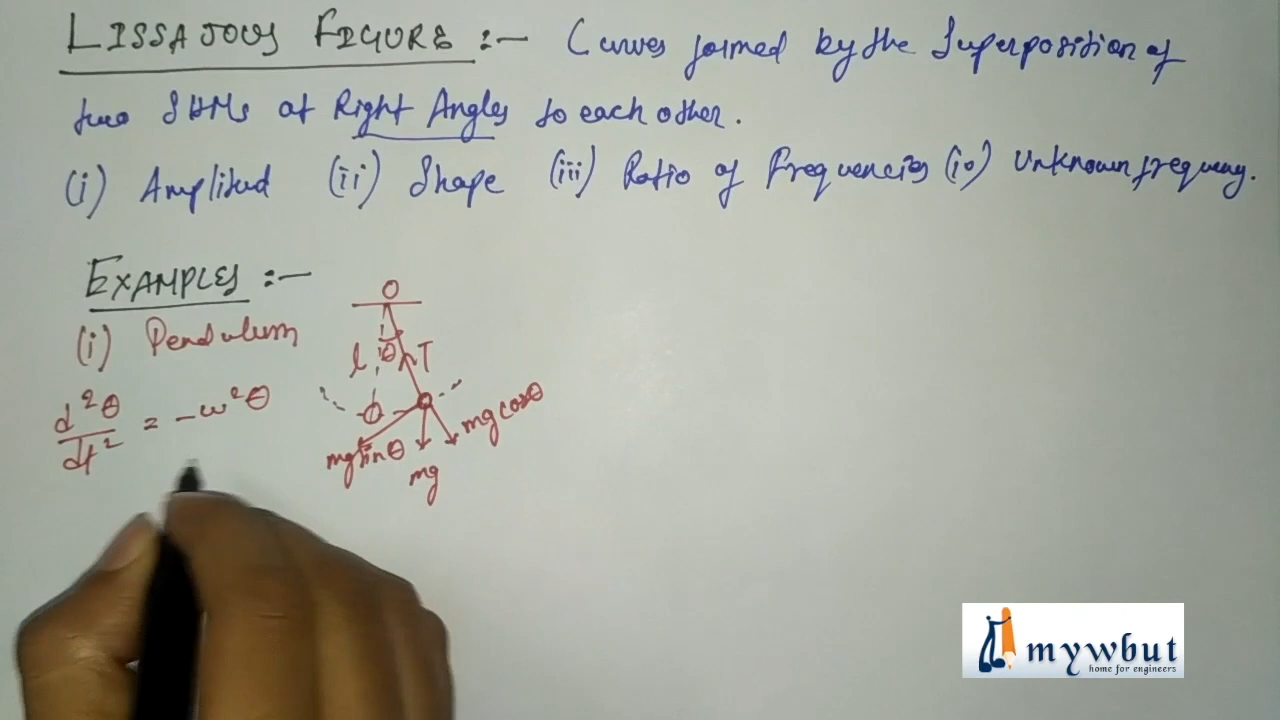 LISSAJOUS FIGURE :- Curves formed by the Superposition of
two SHMs at Right Angles to each other.
(i) Amplitud (ii) Shape (iii) Ratio of Frequencies (iv) Unknown frequency.
EXAMPLES :-
(i) Pendulum
O
l θ T
d²θ/dt² = -ω²θ
mg sinθ mg cosθ
mg
mywbut
home for engineers